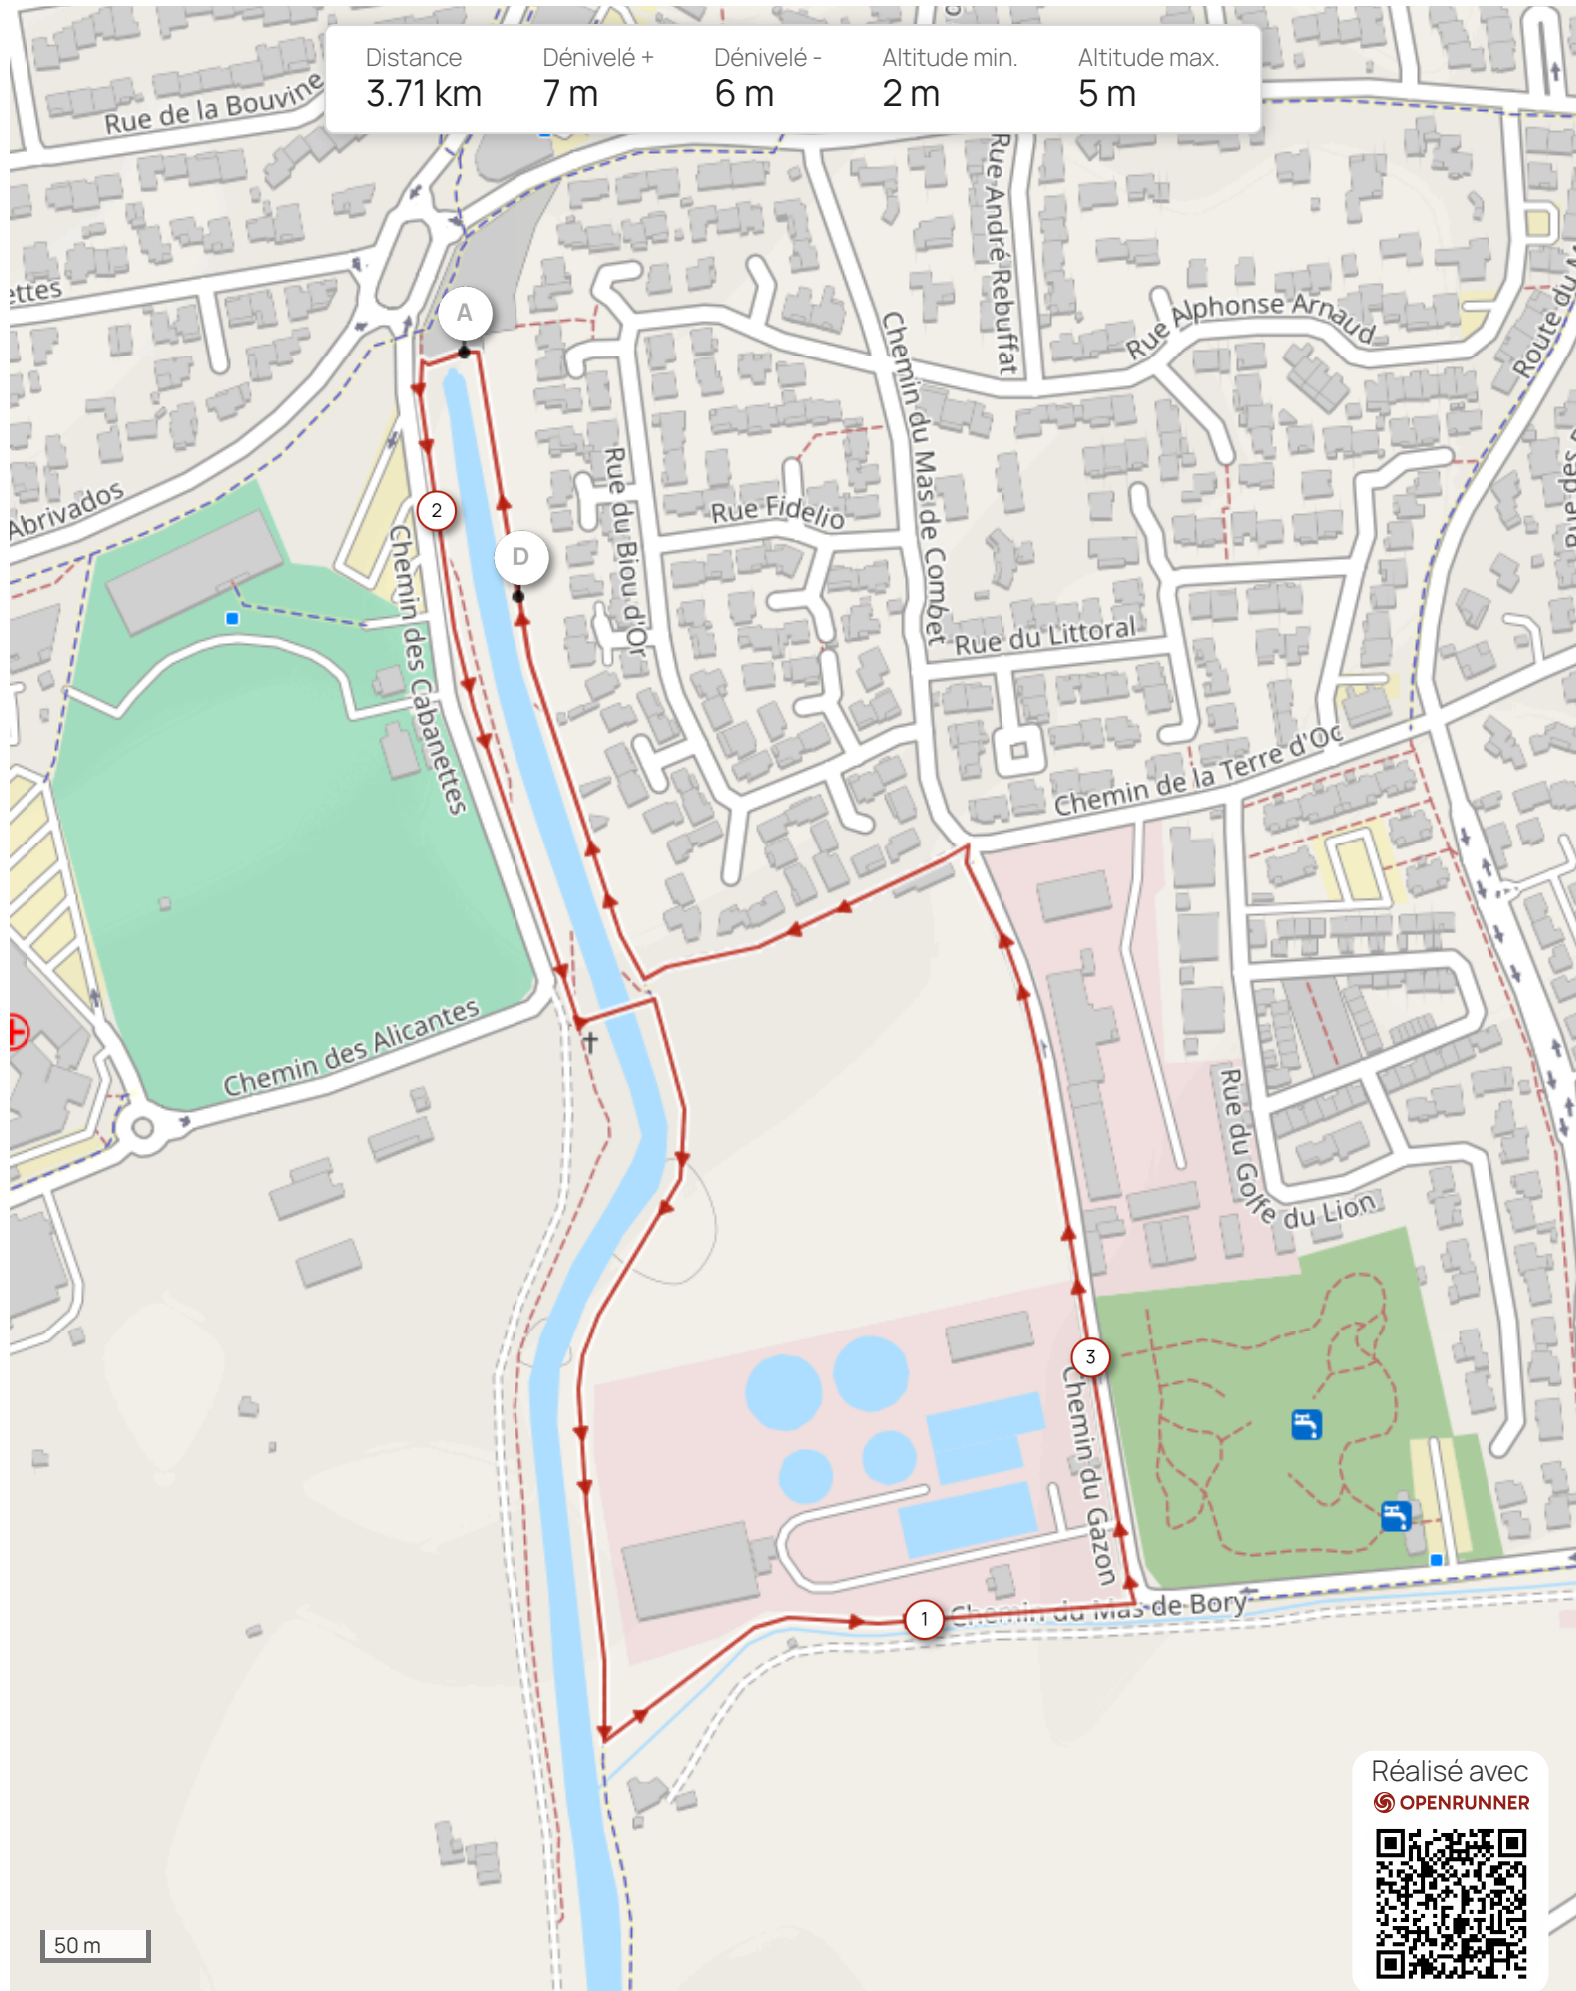 Distance
3.71 km
Dénivelé +
7 m
Dénivelé -
6 m
Altitude min.
2 m
Altitude max.
5 m
Rue de la Bouvine
Rue André Rebuffat
ettes
A
Chemin du Mas de Combet
Rue Alphonse Arnaud
Route du M
Abrivados
2
Chemin des Cabanettes
D
Rue du Biou d'Or
Rue Fidelio
Rue du Littoral
Chemin de la Terre d'Oc
Chemin des Alicantes
Rue du Golfe du Lion
3
Chemin du Gazon
1
Chemin du Mas de Bory
Réalisé avec
OPENRUNNER
50 m